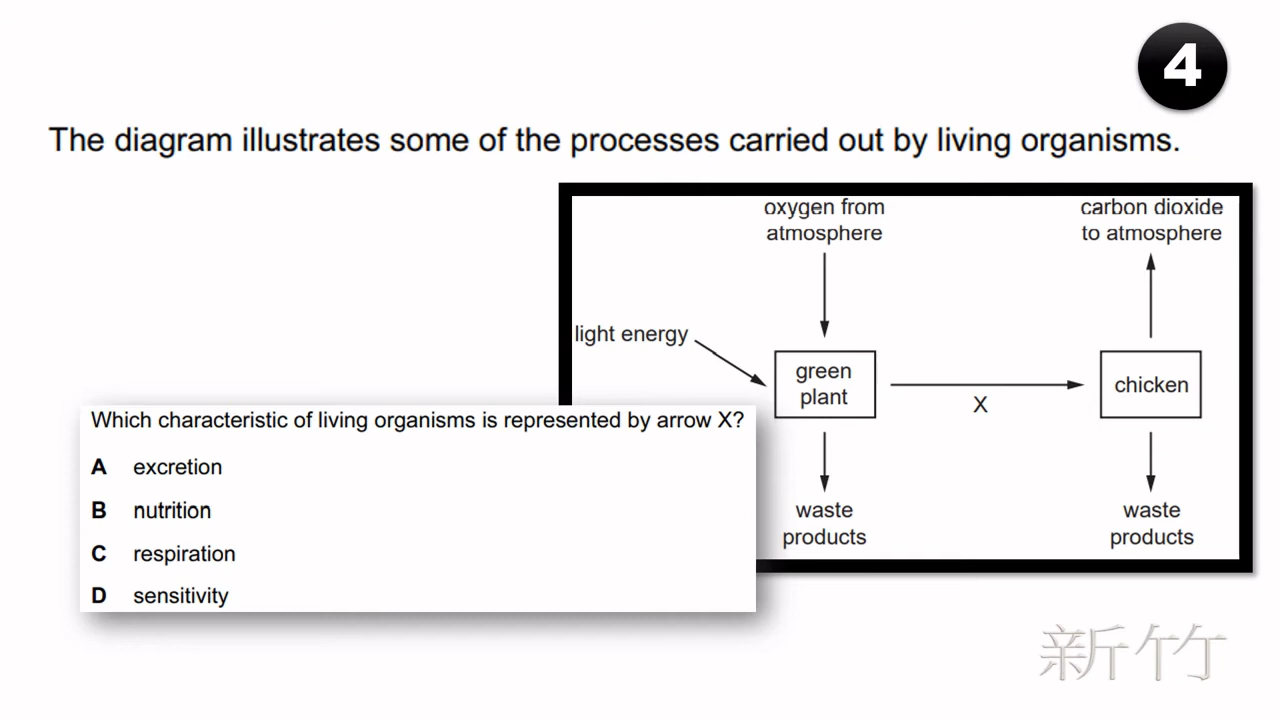 4
The diagram illustrates some of the processes carried out by living organisms.
oxygen from
atmosphere
carbon dioxide
to atmosphere
light energy
green
plant
X
chicken
waste
products
waste
products
Which characteristic of living organisms is represented by arrow X?
A excretion
B nutrition
C respiration
D sensitivity
新竹